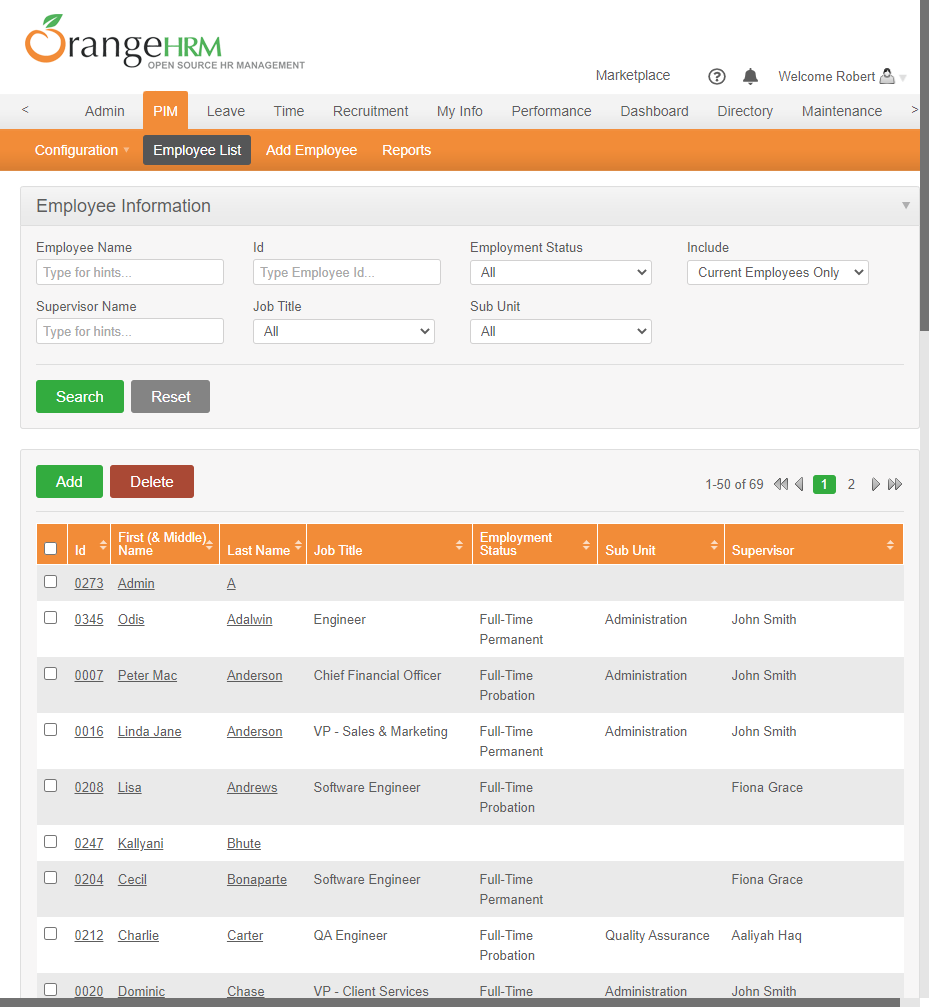 OrangeHRM
OPEN SOURCE HR MANAGEMENT
Marketplace ? Welcome Robert
< Admin PIM Leave Time Recruitment My Info Performance Dashboard Directory Maintenance >
Configuration Employee List Add Employee Reports
Employee Information
Employee Name Id Employment Status Include
Type for hints... Type Employee Id... All Current Employees Only
Supervisor Name Job Title Sub Unit
Type for hints... All All
Search Reset
Add Delete 1-50 of 69 1 2
Id First (& Middle) Name Last Name Job Title Employment Status Sub Unit Supervisor
0273 Admin A
0345 Odis Adalwin Engineer Full-Time Permanent Administration John Smith
0007 Peter Mac Anderson Chief Financial Officer Full-Time Probation Administration John Smith
0016 Linda Jane Anderson VP - Sales & Marketing Full-Time Permanent Administration John Smith
0208 Lisa Andrews Software Engineer Full-Time Probation Fiona Grace
0247 Kallyani Bhute
0204 Cecil Bonaparte Software Engineer Full-Time Permanent Fiona Grace
0212 Charlie Carter QA Engineer Full-Time Probation Quality Assurance Aaliyah Haq
0020 Dominic Chase VP - Client Services Full-Time Administration John Smith